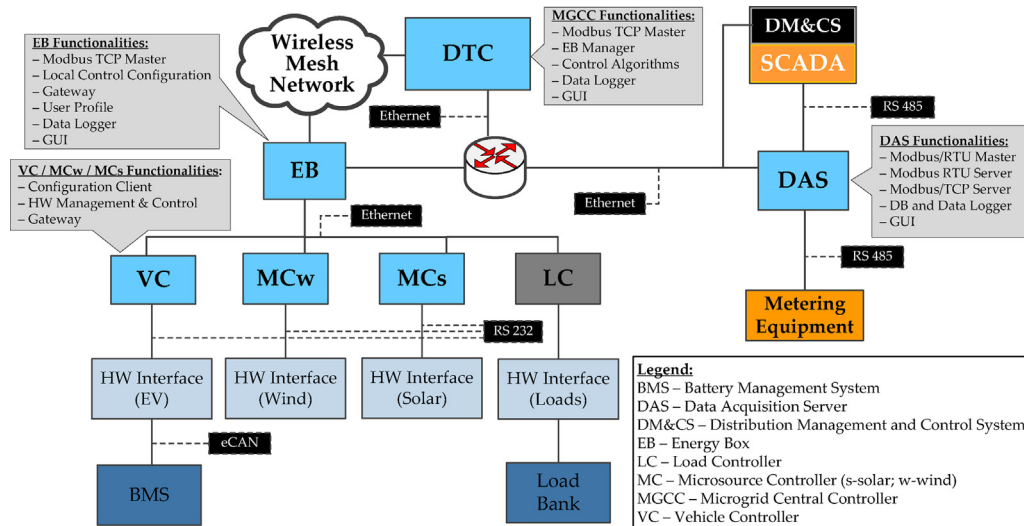 EB Functionalities:
– Modbus TCP Master
– Local Control Configuration
– Gateway
– User Profile
– Data Logger
– GUI
Wireless
Mesh
Network
DTC
MGCC Functionalities:
– Modbus TCP Master
– EB Manager
– Control Algorithms
– Data Logger
– GUI
DM&CS
SCADA
Ethernet
RS 485
EB
DAS
DAS Functionalities:
– Modbus/RTU Master
– Modbus RTU Server
– Modbus/TCP Server
– DB and Data Logger
– GUI
VC / MCw / MCs Functionalities:
– Configuration Client
– HW Management & Control
– Gateway
Ethernet
Ethernet
RS 485
VC
MCw
MCs
LC
Metering
Equipment
RS 232
HW Interface
(EV)
HW Interface
(Wind)
HW Interface
(Solar)
HW Interface
(Loads)
eCAN
BMS
Load
Bank
Legend:
BMS – Battery Management System
DAS – Data Acquisition Server
DM&CS – Distribution Management and Control System
EB – Energy Box
LC – Load Controller
MC – Microsource Controller (s-solar; w-wind)
MGCC – Microgrid Central Controller
VC – Vehicle Controller